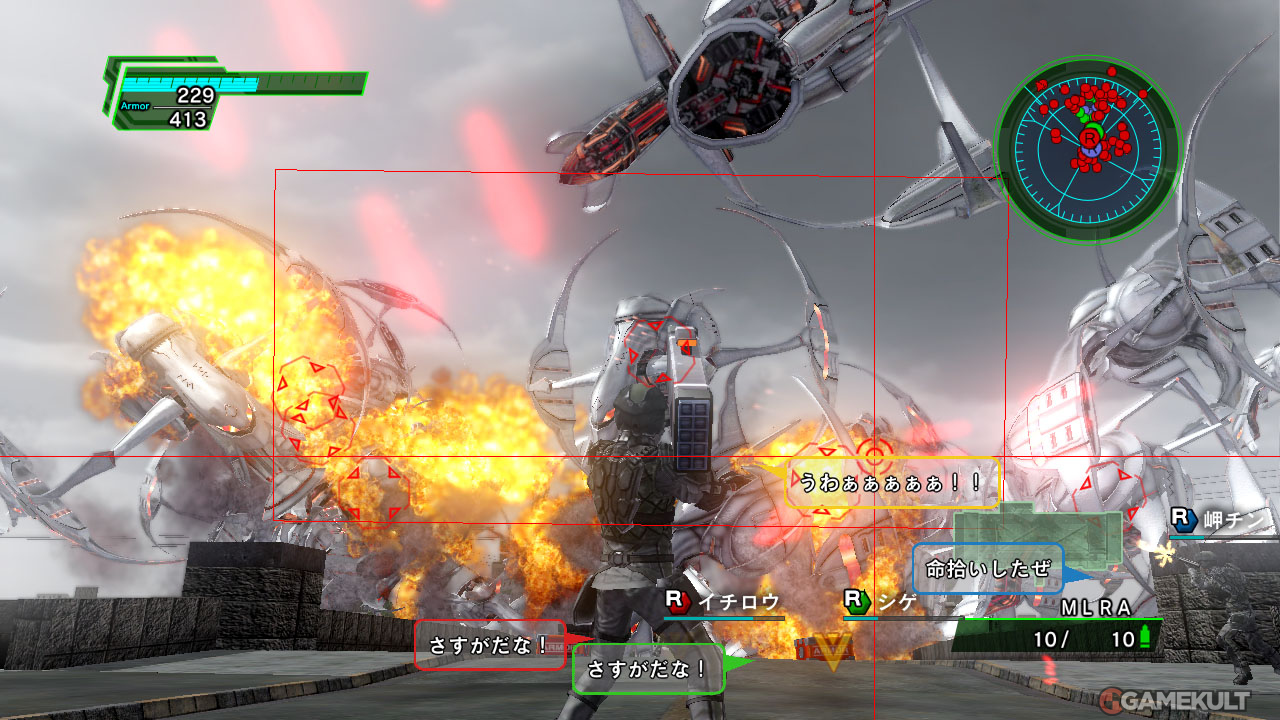 229
Armor
413
R
うわぁぁぁぁぁ！！
R 岬チン
命拾いしたぜ
R イチロウ
R シゲ
MLRA
10/ 10
さすがだな！
さすがだな！
ARMOR
GAMEKULT